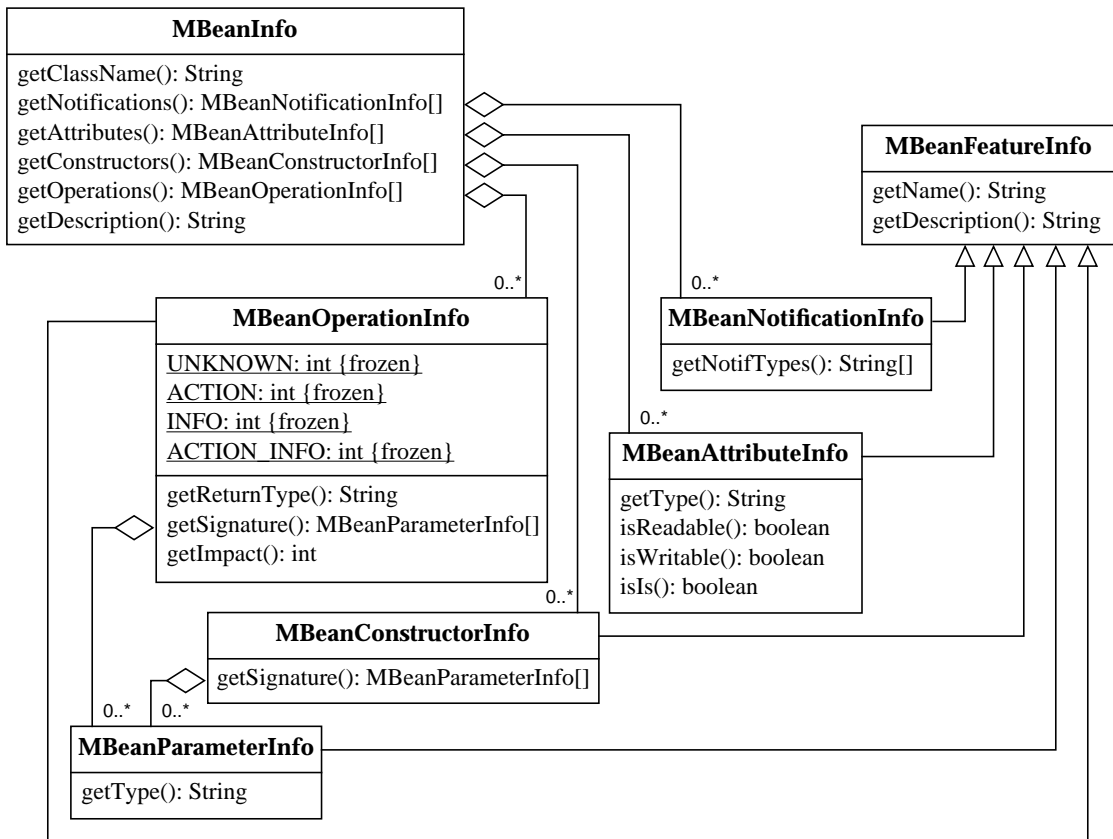 MBeanInfo
getClassName(): String
getNotifications(): MBeanNotificationInfo[]
getAttributes(): MBeanAttributeInfo[]
getConstructors(): MBeanConstructorInfo[]
getOperations(): MBeanOperationInfo[]
getDescription(): String
MBeanFeatureInfo
getName(): String
getDescription(): String
0..*
0..*
MBeanOperationInfo
UNKNOWN: int {frozen}
ACTION: int {frozen}
INFO: int {frozen}
ACTION_INFO: int {frozen}
getReturnType(): String
getSignature(): MBeanParameterInfo[]
getImpact(): int
MBeanNotificationInfo
getNotifTypes(): String[]
0..*
MBeanAttributeInfo
getType(): String
isReadable(): boolean
isWritable(): boolean
isIs(): boolean
0..*
MBeanConstructorInfo
getSignature(): MBeanParameterInfo[]
0..*
0..*
MBeanParameterInfo
getType(): String